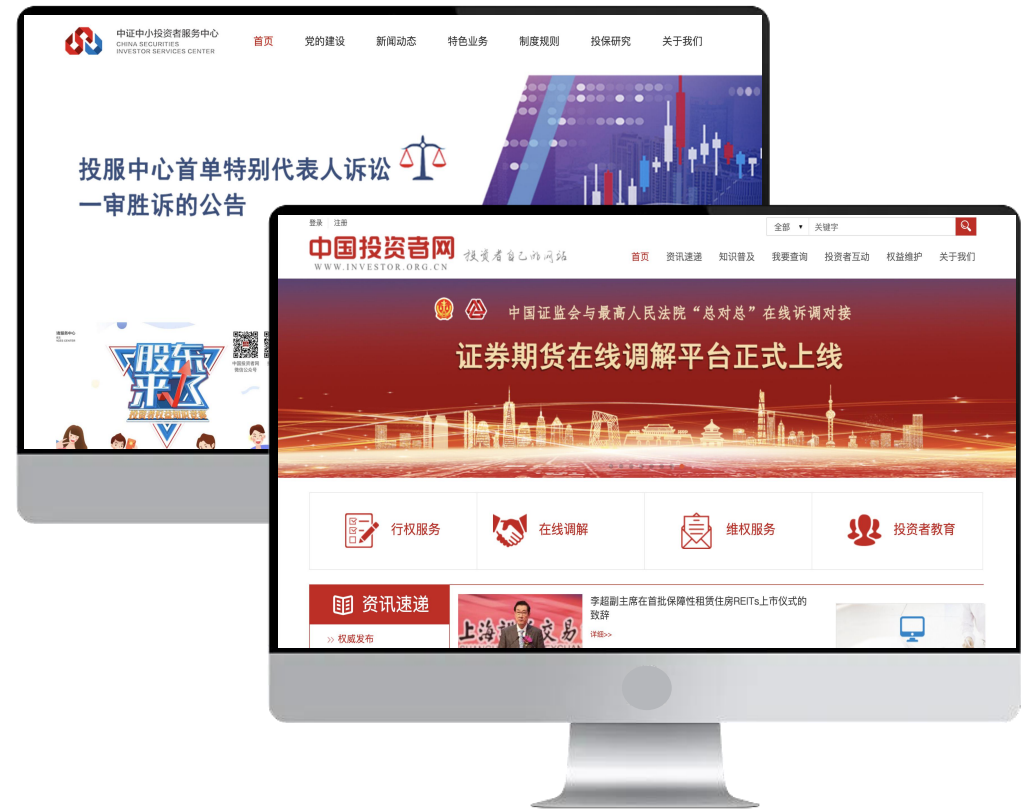 中证中小投资者服务中心
CHINA SECURITIES
INVESTOR SERVICES CENTER
首页 党的建设 新闻动态 特色业务 制度规则 投保研究 关于我们
投服中心首单特别代表人诉讼
一审胜诉的公告
股东
来了
中国投资者网
微信公众号
登录 注册
全部 ▼ 关键字
中国投资者网
WWW.INVESTOR.ORG.CN
投资者自己的网站
首页 资讯速递 知识普及 我要查询 投资者互动 权益维护 关于我们
中国证监会与最高人民法院“总对总”在线诉调对接
证券期货在线调解平台正式上线
行权服务 在线调解 维权服务 投资者教育
资讯速递
>> 权威发布
李超副主席在首批保障性租赁住房REITs上市仪式的
致辞
详细>>